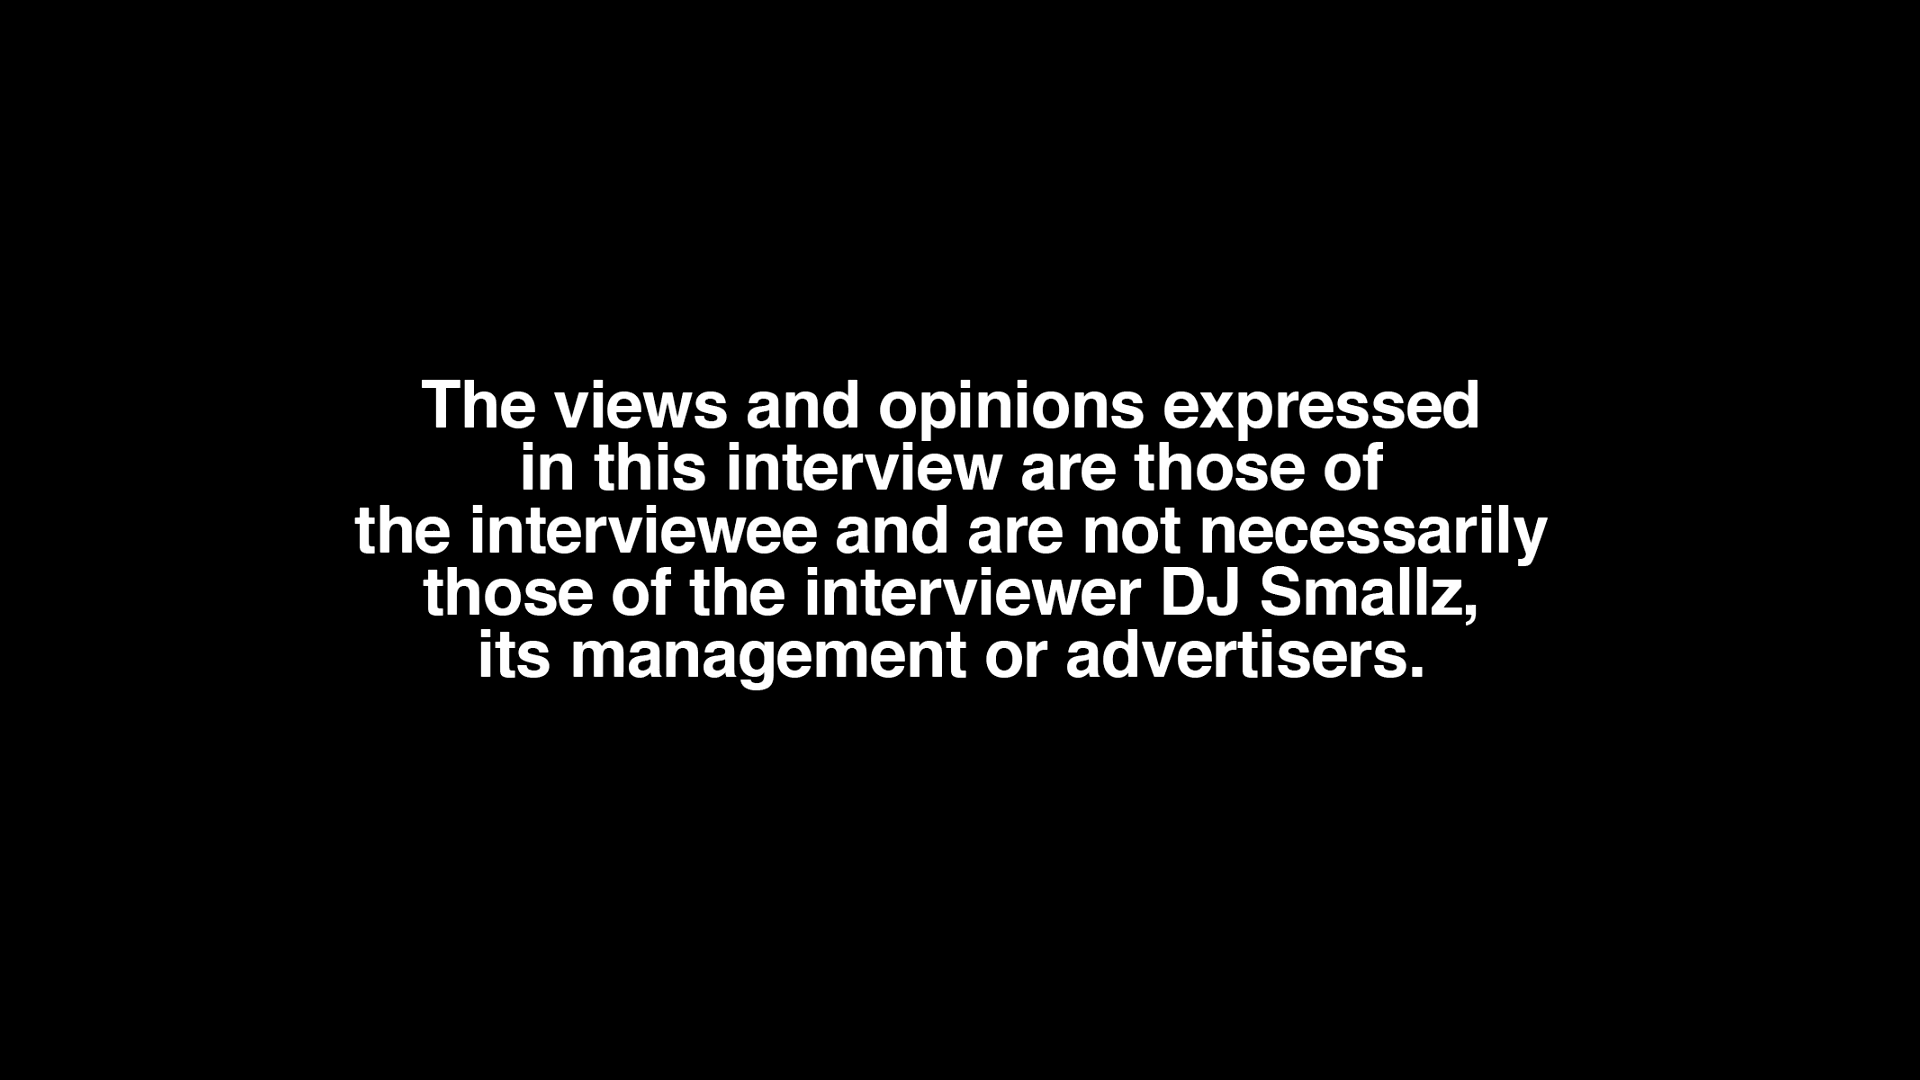 The views and opinions expressed
in this interview are those of
the interviewee and are not necessarily
those of the interviewer DJ Smallz,
its management or advertisers.